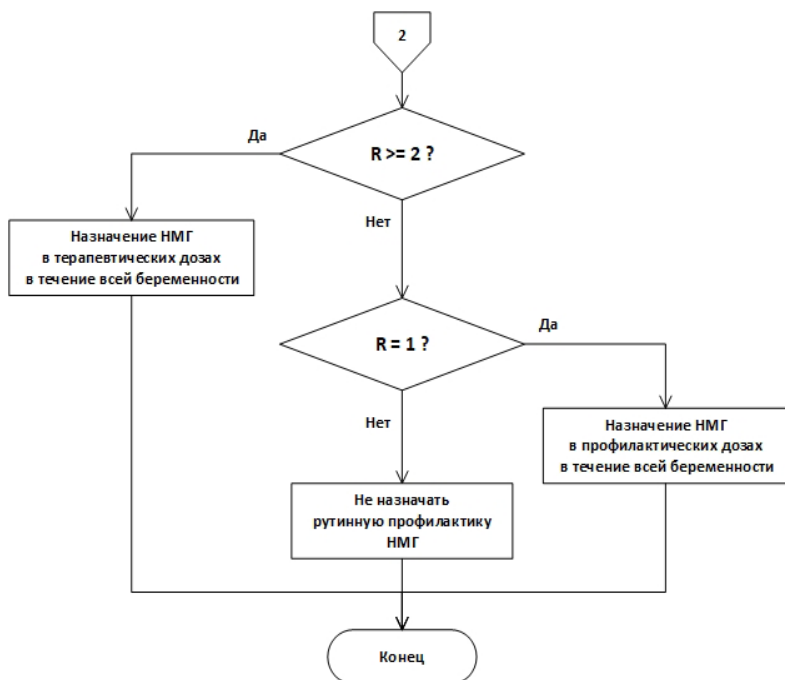 2
Да
R >= 2 ?
Нет
Назначение НМГ
в терапевтических дозах
в течение всей беременности
Да
R = 1 ?
Нет
Назначение НМГ
в профилактических дозах
в течение всей беременности
Не назначать
рутинную профилактику
НМГ
Конец